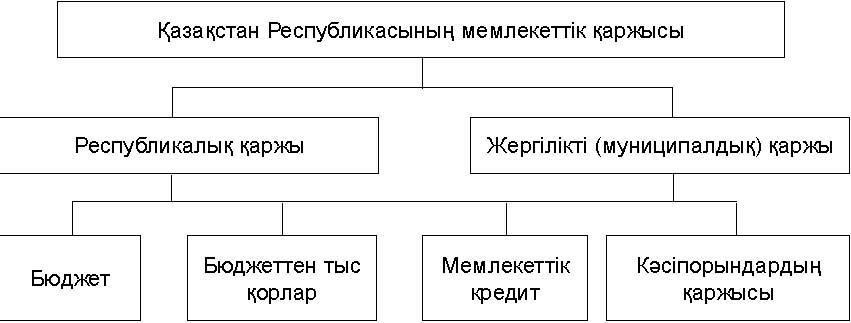 Қазақстан Республикасының мемлекеттік қаржысы
Республикалық қаржы
Жергілікті (муниципалдық) қаржы
Бюджет
Бюджеттен тыс
қорлар
Мемлекеттік
кредит
Кәсіпорындардың
қаржысы